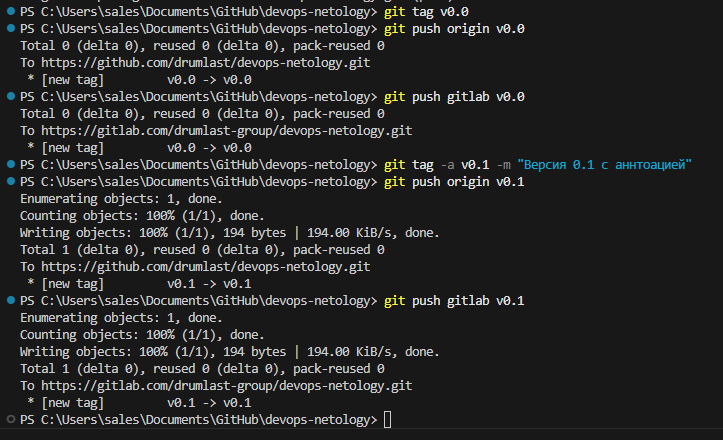 PS C:\Users\sales\Documents\GitHub\devops-netology> git tag v0.0
PS C:\Users\sales\Documents\GitHub\devops-netology> git push origin v0.0
Total 0 (delta 0), reused 0 (delta 0), pack-reused 0
To https://github.com/drumlast/devops-netology.git
 * [new tag]         v0.0 -> v0.0
PS C:\Users\sales\Documents\GitHub\devops-netology> git push gitlab v0.0
Total 0 (delta 0), reused 0 (delta 0), pack-reused 0
To https://gitlab.com/drumlast-group/devops-netology.git
 * [new tag]         v0.0 -> v0.0
PS C:\Users\sales\Documents\GitHub\devops-netology> git tag -a v0.1 -m "Версия 0.1 с аннтоацией"
PS C:\Users\sales\Documents\GitHub\devops-netology> git push origin v0.1
Enumerating objects: 1, done.
Counting objects: 100% (1/1), done.
Writing objects: 100% (1/1), 194 bytes | 194.00 KiB/s, done.
Total 1 (delta 0), reused 0 (delta 0), pack-reused 0
To https://github.com/drumlast/devops-netology.git
 * [new tag]         v0.1 -> v0.1
PS C:\Users\sales\Documents\GitHub\devops-netology> git push gitlab v0.1
Enumerating objects: 1, done.
Counting objects: 100% (1/1), done.
Writing objects: 100% (1/1), 194 bytes | 194.00 KiB/s, done.
Total 1 (delta 0), reused 0 (delta 0), pack-reused 0
To https://gitlab.com/drumlast-group/devops-netology.git
 * [new tag]         v0.1 -> v0.1
PS C:\Users\sales\Documents\GitHub\devops-netology>